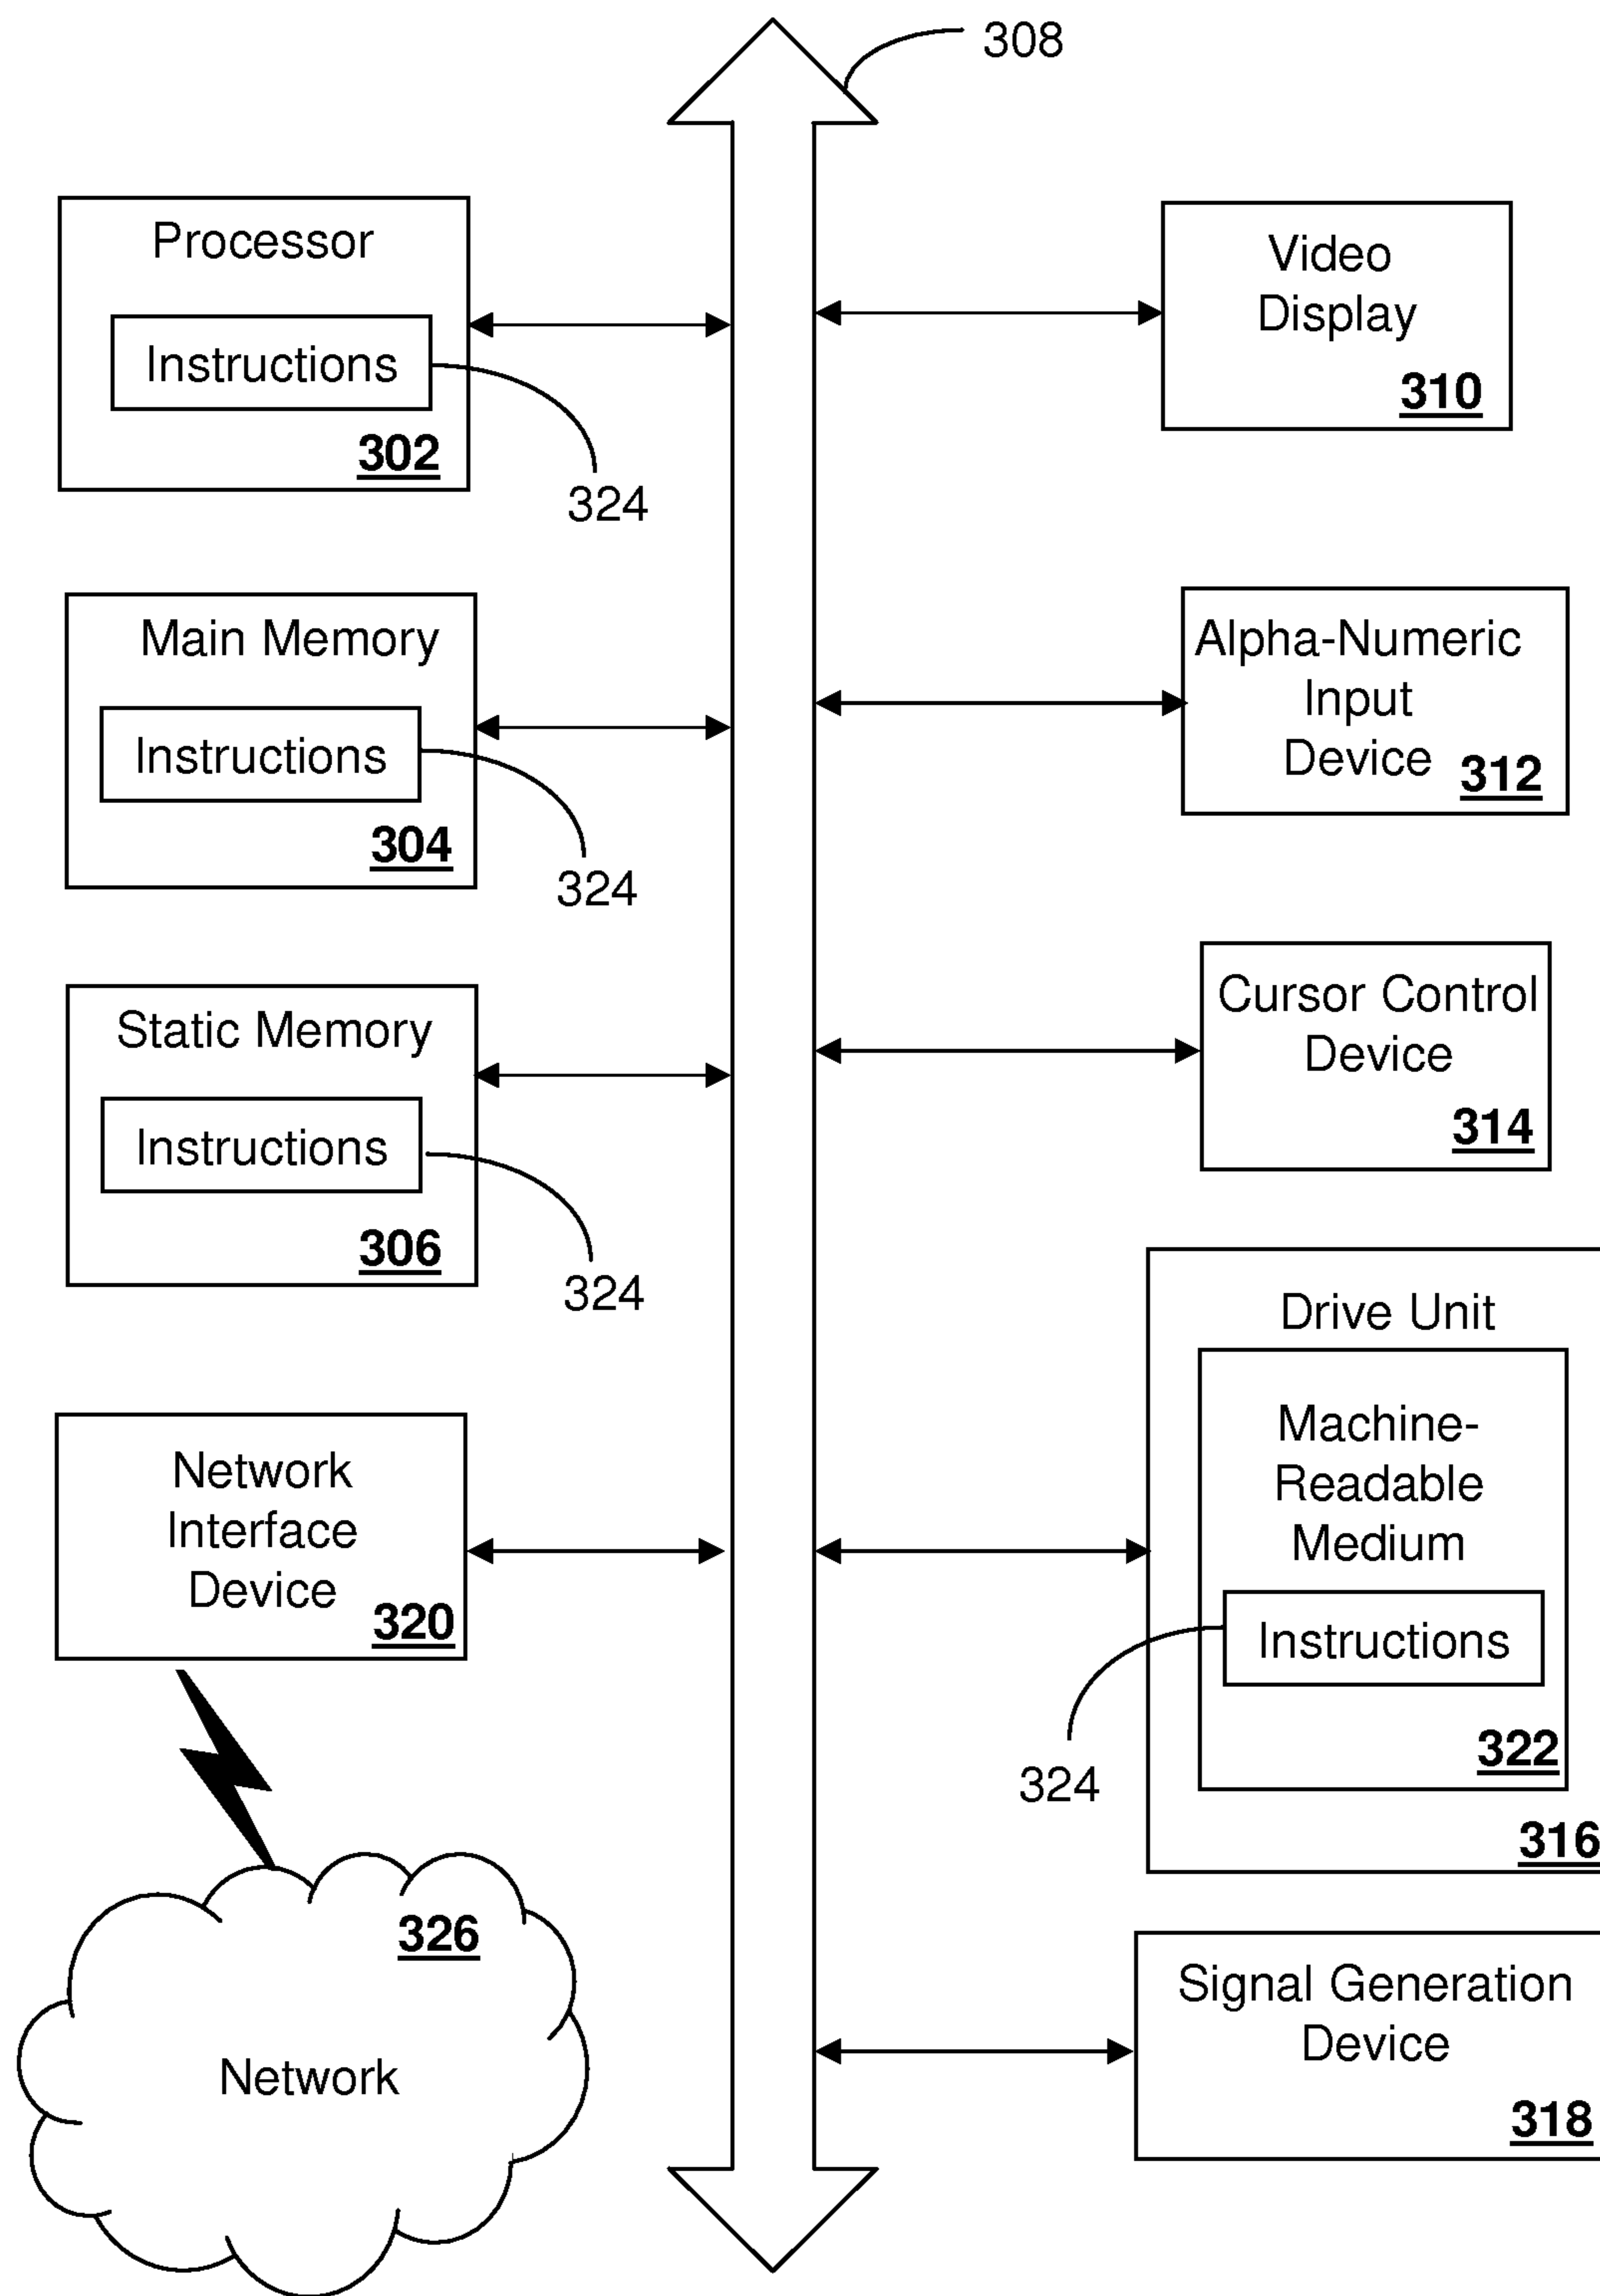 308
Processor
Instructions
302
324
Main Memory
Instructions
304
324
Static Memory
Instructions
306
324
Network
Interface
Device
320
326
Network
Video
Display
310
Alpha-Numeric
Input
Device
312
Cursor Control
Device
314
Drive Unit
Machine-
Readable
Medium
Instructions
322
324
316
Signal Generation
Device
318